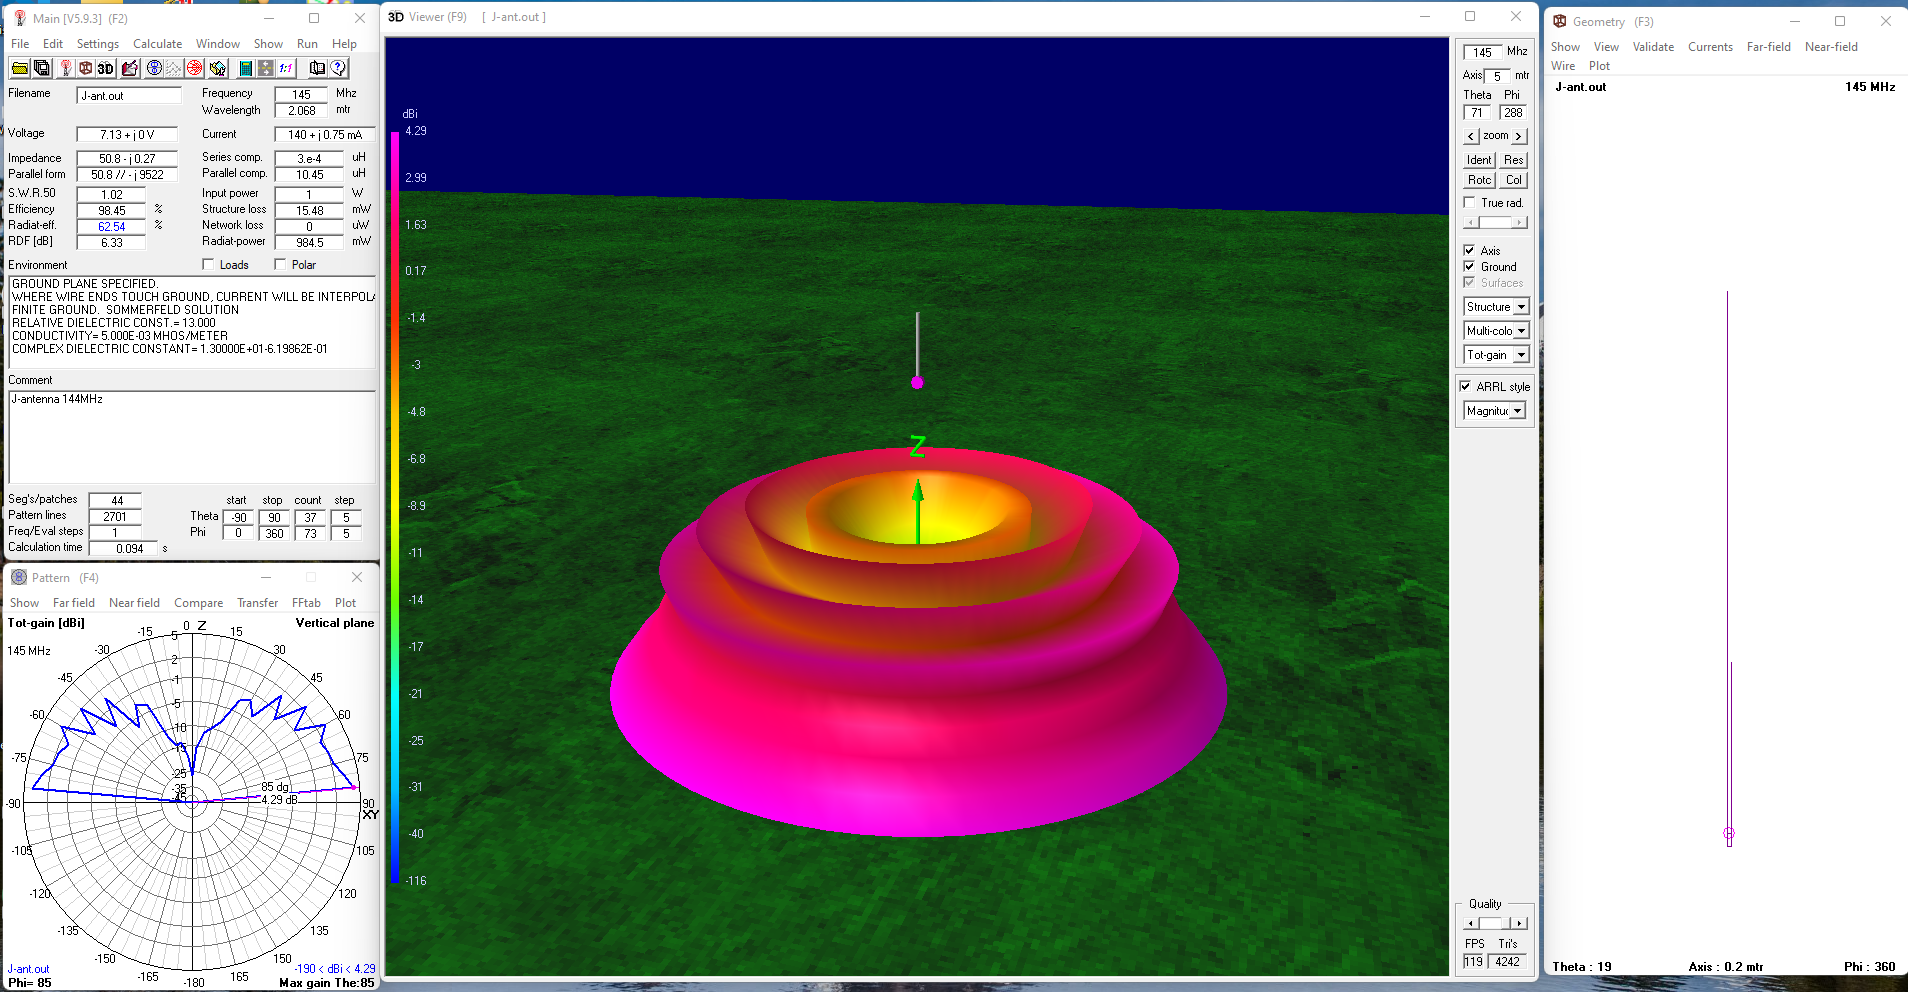 Main [V5.9.3] (F2)
File Edit Settings Calculate Window Show Run Help
3D 1:1
Filename J-ant.out Frequency 145 Mhz
Wavelength 2.068 mtr
Voltage 7.13 + j 0 V Current 140 + j 0.75 mA
Impedance 50.8 - j 0.27 Series comp. 3.e-4 uH
Parallel form 50.8 // - j 9522 Parallel comp. 10.45 uH
S.W.R.50 1.02 Input power 1 W
Efficiency 98.45 % Structure loss 15.48 mW
Radiat-eff. 62.54 % Network loss 0 uW
RDF [dB] 6.33 Radiat-power 984.5 mW
Environment Loads Polar
GROUND PLANE SPECIFIED.
WHERE WIRE ENDS TOUCH GROUND, CURRENT WILL BE INTERPOLA
FINITE GROUND. SOMMERFELD SOLUTION
RELATIVE DIELECTRIC CONST.= 13.000
CONDUCTIVITY= 5.000E-03 MHOS/METER
COMPLEX DIELECTRIC CONSTANT= 1.30000E+01-6.19862E-01
Comment
J-antenna 144MHz
Seg's/patches 44 start stop count step
Pattern lines 2701 Theta -90 90 37 5
Freq/Eval steps 1 Phi 0 360 73 5
Calculation time 0.094 s
Pattern (F4)
Show Far field Near field Compare Transfer FFtab Plot
Tot-gain [dBi] Vertical plane
145 MHz
0 Z
-15 15
-30 30
-45 45
-60 60
-75 75
-90 90
XY
-105 105
-120 120
-135 135
-150 150
-165 165
-180
5
2
-1
-5
-10
-15
-25
-35
-45
85 dg
4.29 dB
J-ant.out -190 < dBi < 4.29
Phi= 85 Max gain The:85
3D Viewer (F9) [ J-ant.out ]
dBi
4.29
2.99
1.63
0.17
-1.4
-3
-4.8
-6.8
-8.9
-11
-14
-17
-21
-25
-31
-40
-116
Z
145 Mhz
Axis 5 mtr
Theta Phi
71 288
< zoom >
Ident Res
Rotc Col
True rad.
Axis
Ground
Surfaces
Structure
Multi-colo
Tot-gain
ARRL style
Magnituc
Quality
FPS Tri's
119 4242
Geometry (F3)
Show View Validate Currents Far-field Near-field
Wire Plot
J-ant.out 145 MHz
Theta : 19 Axis : 0.2 mtr Phi : 360